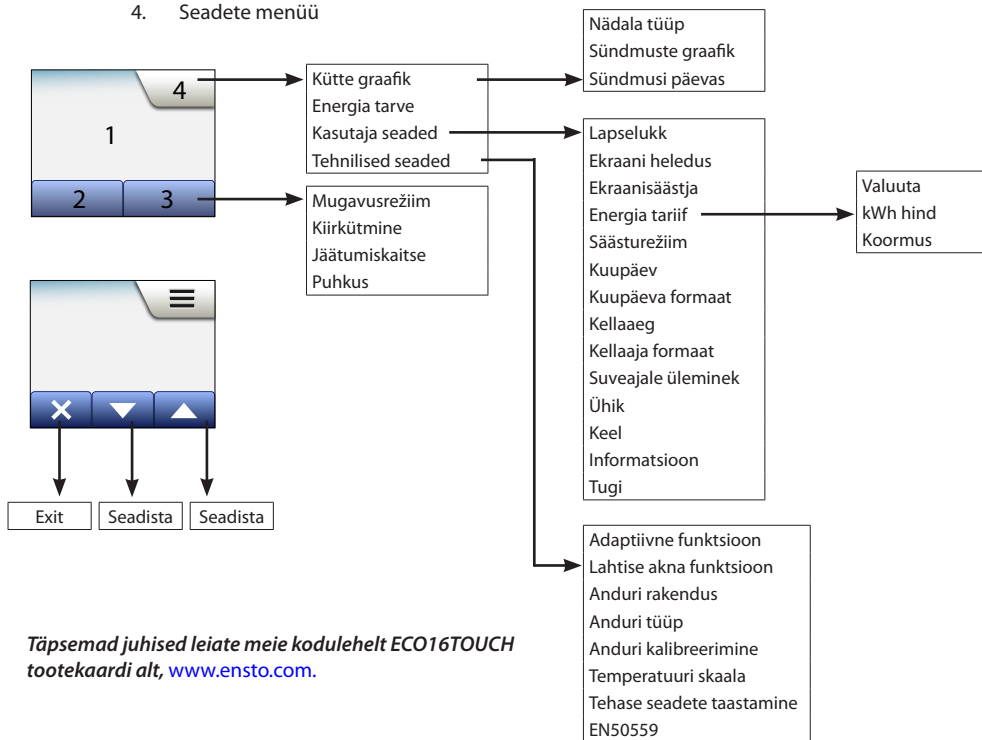 4. Seadete menüü
4
1
2
3
Kütte graafik
Energia tarve
Kasutaja seaded
Tehnilised seaded
Mugavusrežiim
Kiirkütmine
Jäätumiskaitse
Puhkus
Nädala tüüp
Sündmuste graafik
Sündmusi päevas
Lapselukk
Ekraani heledus
Ekraanisäästja
Energia tariif
Säästurežiim
Kuupäev
Kuupäeva formaat
Kellaaeg
Kellaaja formaat
Suveajale üleminek
Ühik
Keel
Informatsioon
Tugi
Valuuta
kWh hind
Koormus
Adaptiivne funktsioon
Lahtise akna funktsioon
Anduri rakendus
Anduri tüüp
Anduri kalibreerimine
Temperatuuri skaala
Tehase seadete taastamine
EN50559
Exit
Seadista
Seadista
Täpsemad juhised leiate meie kodulehelt ECO16TOUCH
tootekaardi alt, www.ensto.com.